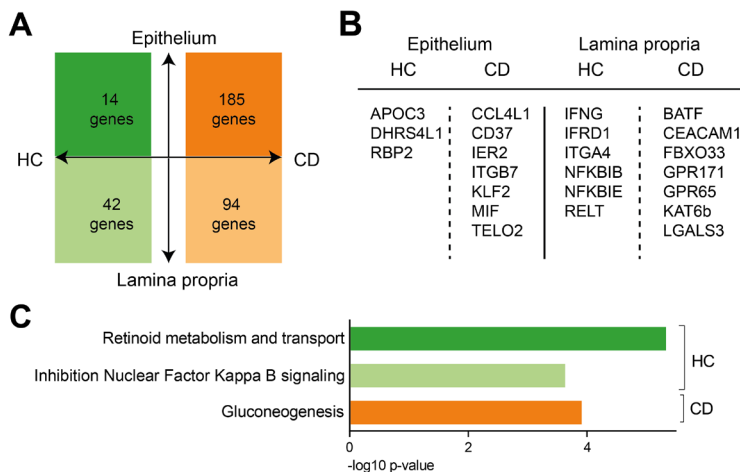 A
Epithelium
14
genes
185
genes
HC
CD
42
genes
94
genes
Lamina propria
B
Epithelium
Lamina propria
HC
CD
HC
CD
APOC3
DHRS4L1
RBP2
CCL4L1
CD37
IER2
ITGB7
KLF2
MIF
TELO2
IFNG
IFRD1
ITGA4
NFKBIB
NFKBIE
RELT
BATF
CEACAM1
FBXO33
GPR171
GPR65
KAT6b
LGALS3
C
Retinoid metabolism and transport
Inhibition Nuclear Factor Kappa B signaling
Gluconeogenesis
HC
CD
0
2
4
-log10 p-value